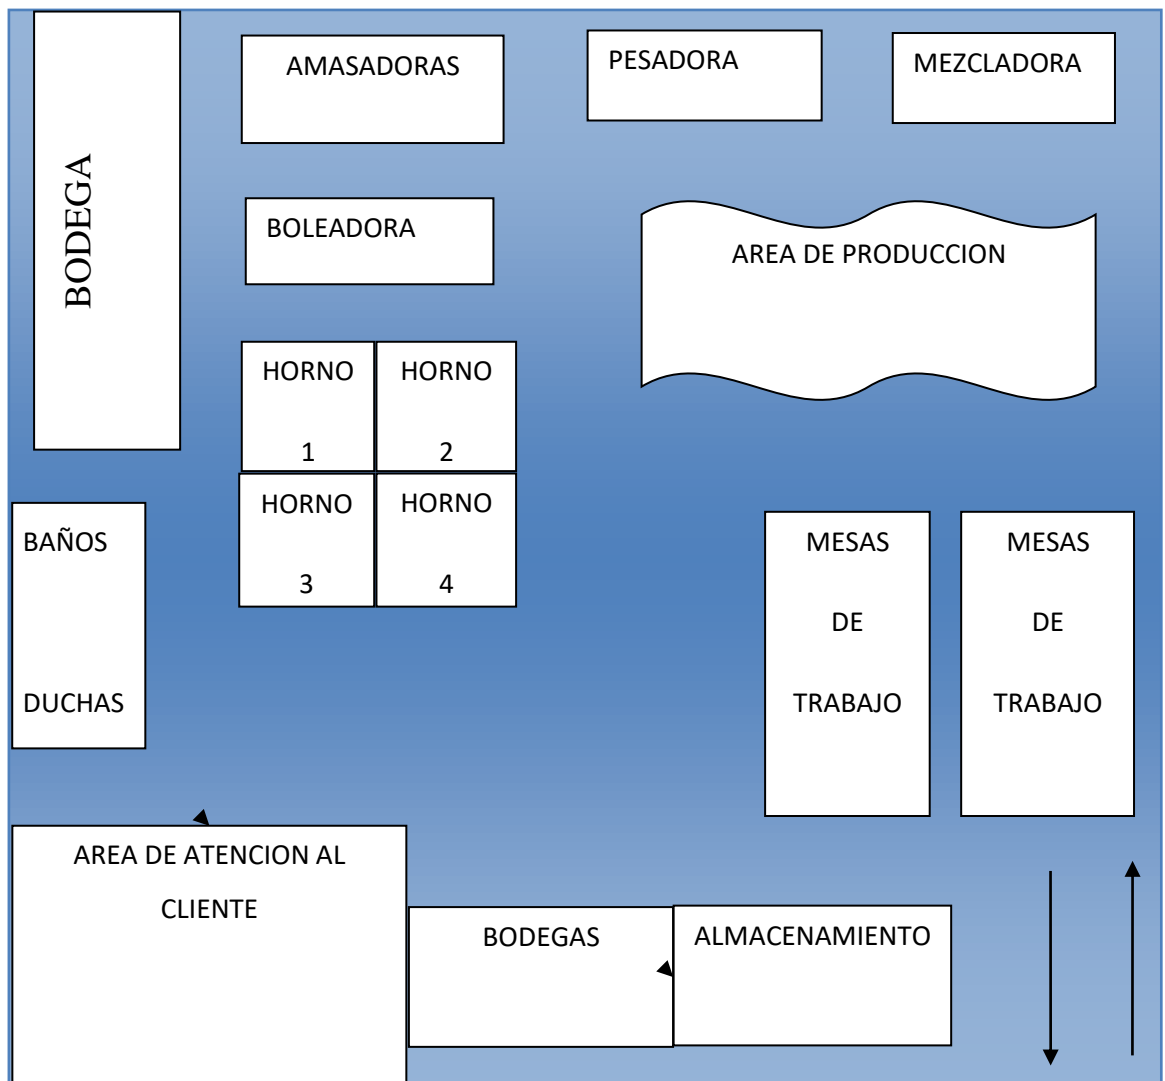 BODEGA
AMASADORAS
PESADORA
MEZCLADORA
BOLEADORA
AREA DE PRODUCCION
HORNO
1
HORNO
2
HORNO
3
HORNO
4
BAÑOS
DUCHAS
MESAS
DE
TRABAJO
MESAS
DE
TRABAJO
AREA DE ATENCION AL
CLIENTE
BODEGAS
ALMACENAMIENTO